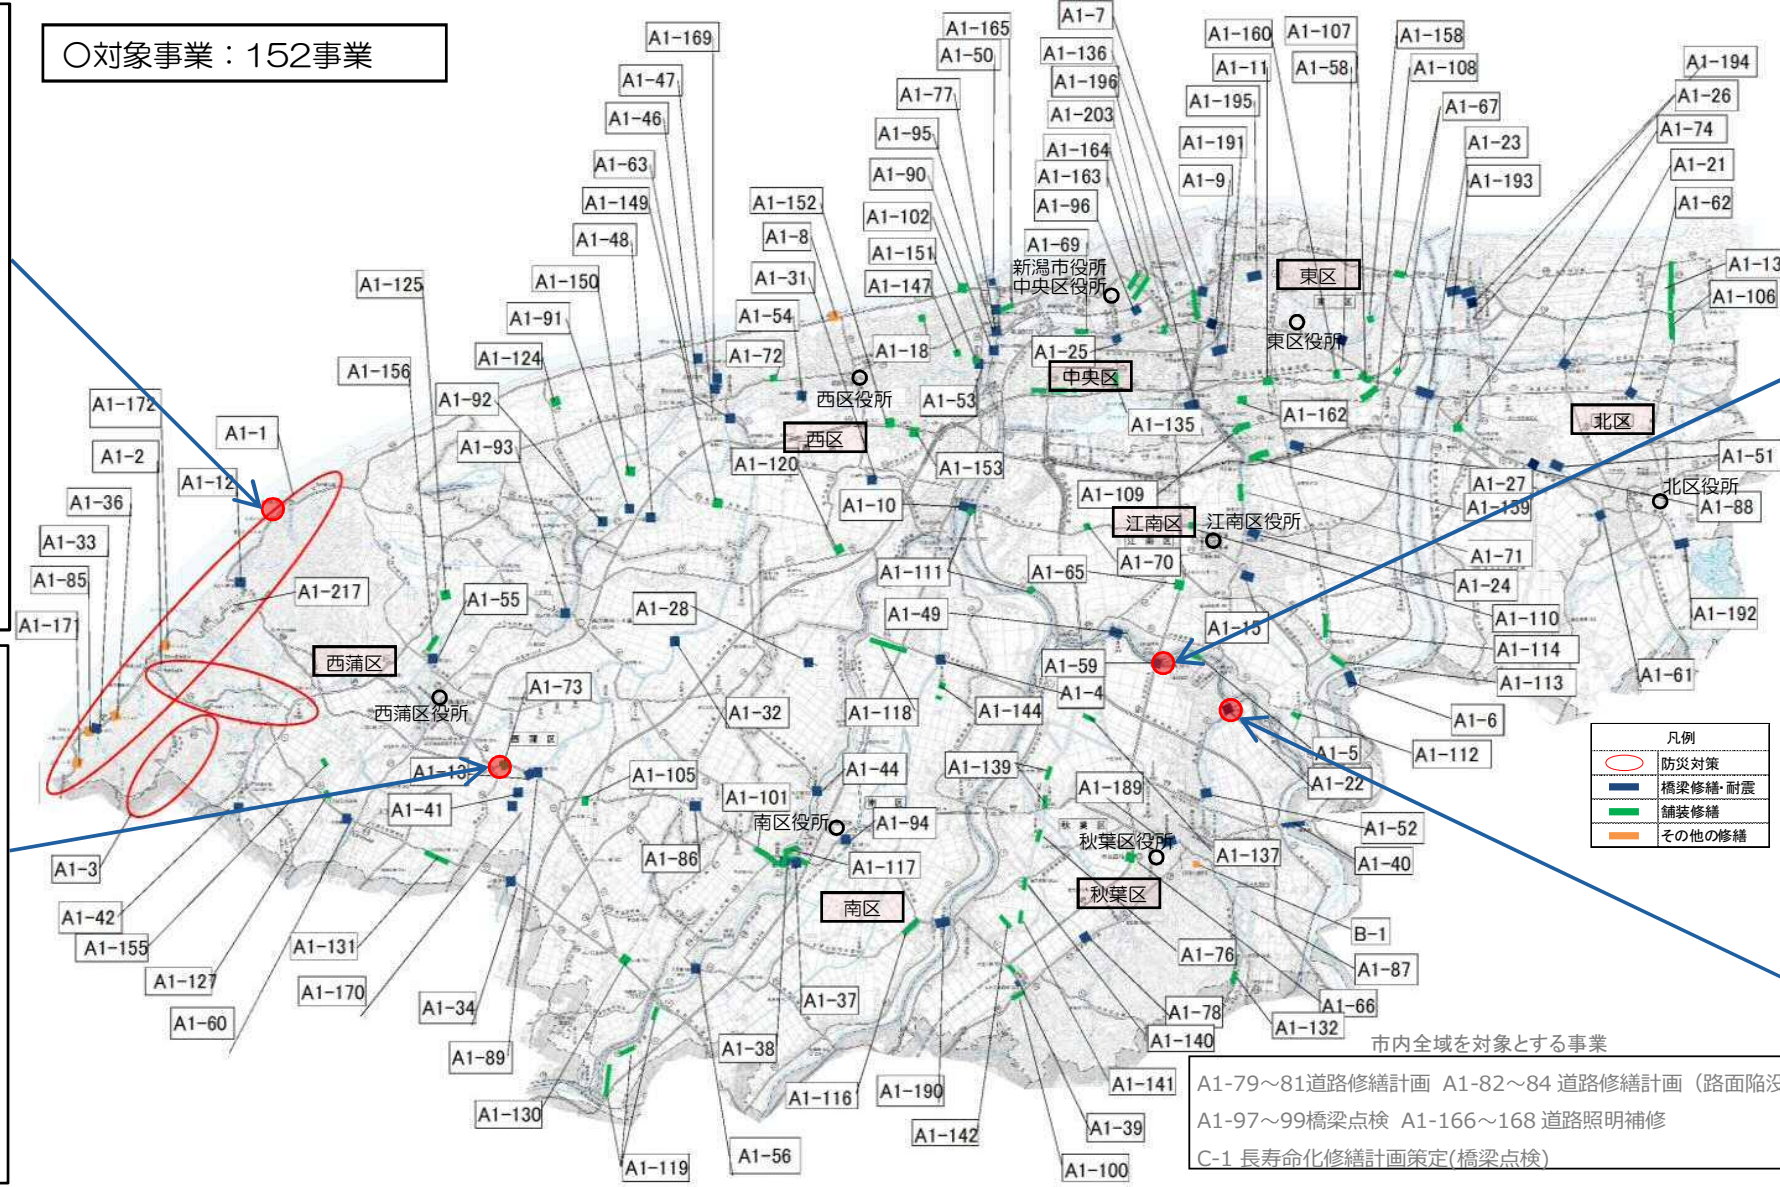 〇対象事業：152事業
A1-169
A1-47
A1-46
A1-63
A1-149
A1-48
A1-150
A1-91
A1-124
A1-125
A1-156
A1-92
A1-93
A1-172
A1-2
A1-1
A1-12
A1-36
A1-33
A1-85
A1-171
A1-217
A1-55
西蒲区
西蒲区役所
A1-73
A1-13
A1-41
A1-3
A1-42
A1-155
A1-127
A1-60
A1-131
A1-170
A1-34
A1-89
A1-130
A1-119
A1-56
A1-165
A1-50
A1-77
A1-95
A1-90
A1-102
A1-151
A1-147
A1-152
A1-8
A1-31
A1-54
A1-72
A1-18
西区役所
A1-53
西区
A1-120
A1-153
A1-10
A1-111
A1-28
A1-49
A1-32
A1-118
A1-144
A1-4
A1-105
A1-101
A1-44
南区役所
A1-94
A1-86
A1-117
南区
A1-37
A1-38
A1-116
A1-190
A1-142
A1-7
A1-136
A1-196
A1-203
A1-164
A1-163
A1-96
A1-69
新潟市役所
中央区役所
A1-25
中央区
A1-135
A1-160
A1-107
A1-11
A1-58
A1-195
A1-191
A1-9
東区
東区役所
A1-158
A1-108
A1-67
A1-23
A1-193
A1-194
A1-26
A1-74
A1-21
A1-62
A1-13
A1-106
A1-162
北区
A1-51
A1-27
北区役所
A1-159
A1-88
A1-109
江南区
江南区役所
A1-70
A1-71
A1-24
A1-65
A1-15
A1-110
A1-192
A1-114
A1-59
A1-113
A1-61
A1-6
A1-5
A1-112
A1-22
A1-139
A1-189
A1-52
秋葉区役所
A1-137
A1-40
秋葉区
B-1
A1-76
A1-87
A1-66
A1-78
A1-132
A1-140
A1-141
A1-39
A1-100
凡例
防災対策
橋梁修繕・耐震
舗装修繕
その他の修繕
市内全域を対象とする事業
A1-79～81道路修繕計画 A1-82～84 道路修繕計画（路面陥没
A1-97～99橋梁点検 A1-166～168 道路照明補修
C-1 長寿命化修繕計画策定(橋梁点検)